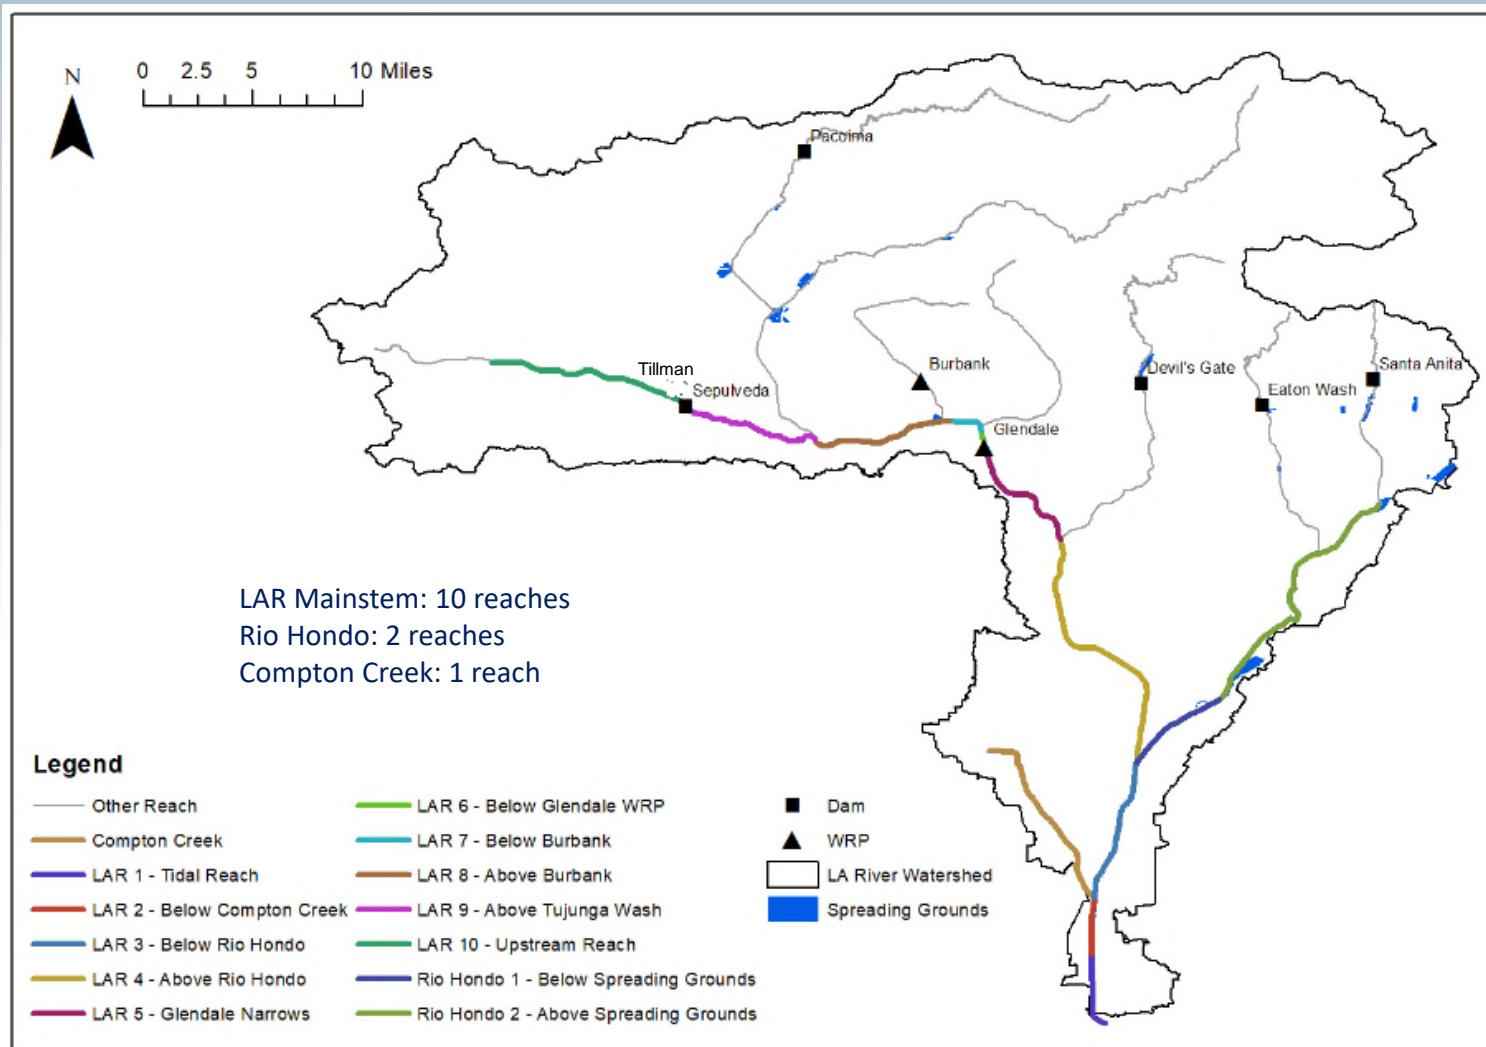 N
0 2.5 5 10 Miles
Pacoima
Tillman
Sepulveda
Burbank
Glendale
Devil's Gate
Eaton Wash
Santa Anita
LAR Mainstem: 10 reaches
Rio Hondo: 2 reaches
Compton Creek: 1 reach
Legend
Other Reach
Compton Creek
LAR 1 - Tidal Reach
LAR 2 - Below Compton Creek
LAR 3 - Below Rio Hondo
LAR 4 - Above Rio Hondo
LAR 5 - Glendale Narrows
LAR 6 - Below Glendale WRP
LAR 7 - Below Burbank
LAR 8 - Above Burbank
LAR 9 - Above Tujunga Wash
LAR 10 - Upstream Reach
Rio Hondo 1 - Below Spreading Grounds
Rio Hondo 2 - Above Spreading Grounds
Dam
WRP
LA River Watershed
Spreading Grounds